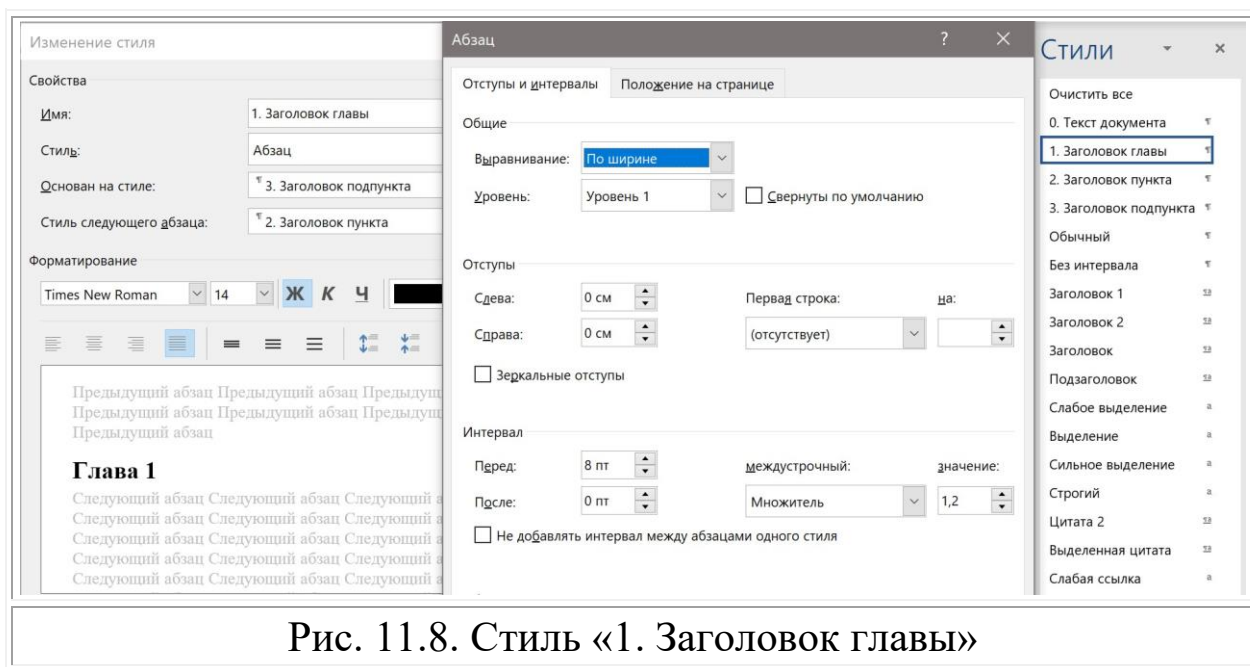 Изменение стиля
Свойства
Имя: 1. Заголовок главы
Стиль: Абзац
Основан на стиле: ¶ 3. Заголовок подпункта
Стиль следующего абзаца: ¶ 2. Заголовок пункта
Форматирование
Times New Roman 14 Ж К Ч
Предыдущий абзац Предыдущий абзац Предыдущ
Предыдущий абзац Предыдущий абзац Предыдущ
Предыдущий абзац
Глава 1
Следующий абзац Следующий абзац Следующий а
Следующий абзац Следующий абзац Следующий а
Следующий абзац Следующий абзац Следующий а
Следующий абзац Следующий абзац Следующий а
Следующий абзац Следующий абзац Следующий а
Абзац ?
Отступы и интервалы Положение на странице
Общие
Выравнивание: По ширине
Уровень: Уровень 1 Свернуты по умолчанию
Отступы
Слева: 0 см Первая строка: на:
Справа: 0 см (отсутствует)
Зеркальные отступы
Интервал
Перед: 8 пт междустрочный: значение:
После: 0 пт Множитель 1,2
Не добавлять интервал между абзацами одного стиля
Стили
Очистить все
0. Текст документа ¶
1. Заголовок главы ¶
2. Заголовок пункта ¶
3. Заголовок подпункта ¶
Обычный ¶
Без интервала ¶
Заголовок 1 ¶a
Заголовок 2 ¶a
Заголовок ¶a
Подзаголовок ¶a
Слабое выделение a
Выделение a
Сильное выделение a
Строгий a
Цитата 2 ¶a
Выделенная цитата ¶a
Слабая ссылка a
Рис. 11.8. Стиль «1. Заголовок главы»